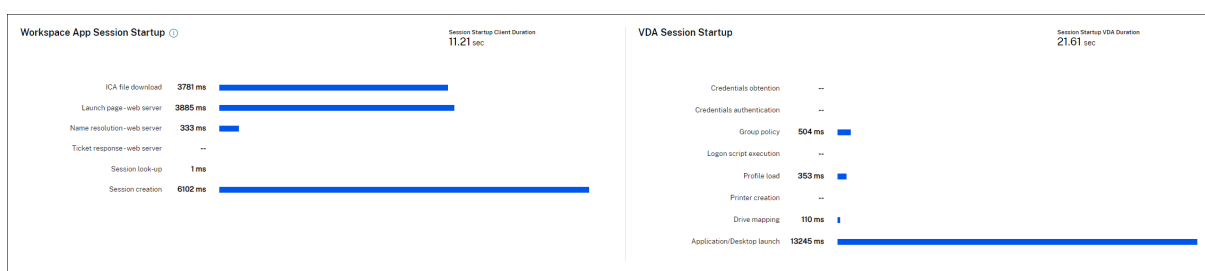 Workspace App Session Startup
Session Startup Client Duration
11.21 sec
ICA file download 3781 ms
Launch page - web server 3885 ms
Name resolution - web server 333 ms
Ticket response - web server --
Session look-up 1 ms
Session creation 6102 ms
VDA Session Startup
Session Startup VDA Duration
21.61 sec
Credentials obtention --
Credentials authentication --
Group policy 504 ms
Logon script execution --
Profile load 353 ms
Printer creation --
Drive mapping 110 ms
Application/Desktop launch 13245 ms